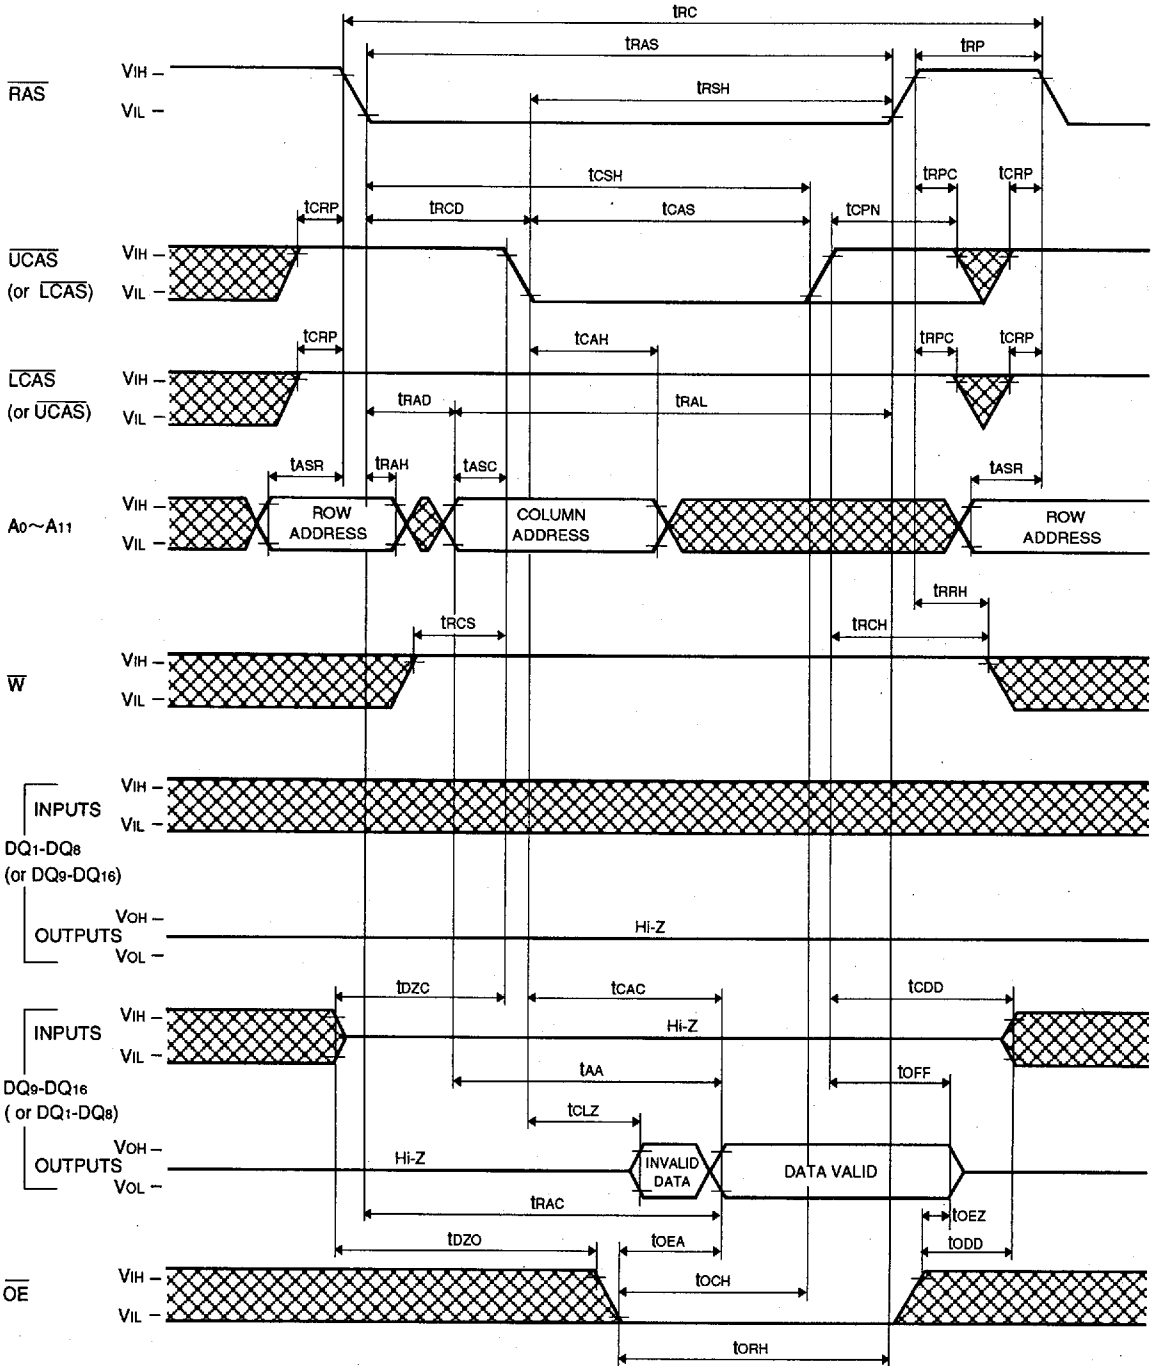 tRC
tRAS
tRP
RAS
VIH
VIL
tRSH
tCSH
tRPC
tCRP
tCRP
tRCD
tCAS
tCPN
UCAS
(or LCAS)
VIH
VIL
tCRP
tCAH
tRPC
tCRP
LCAS
(or UCAS)
VIH
VIL
tRAD
tRAL
tASR
tRAH
tASC
tASR
A0~A11
VIH
VIL
ROW
ADDRESS
COLUMN
ADDRESS
ROW
ADDRESS
tRRH
tRCS
tRCH
W
VIH
VIL
INPUTS
VIH
VIL
DQ1-DQ8
(or DQ9-DQ16)
OUTPUTS
VOH
VOL
Hi-Z
tDZC
tCAC
tCDD
INPUTS
VIH
VIL
Hi-Z
tAA
tOFF
DQ9-DQ16
( or DQ1-DQ8)
tCLZ
OUTPUTS
VOH
VOL
Hi-Z
INVALID
DATA
DATA VALID
tRAC
tOEZ
tDZO
tOEA
tODD
OE
VIH
VIL
tOCH
tORH